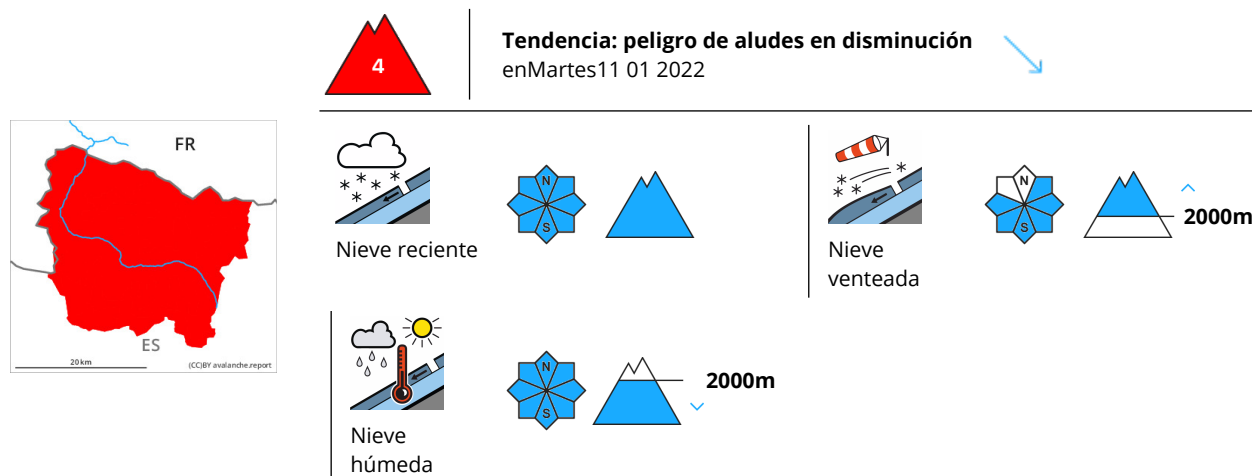 4
Tendencia: peligro de aludes en disminución
enMartes11 01 2022
FR
ES
20 km
(CC)BY avalanche.report
Nieve reciente
N
S
Nieve
venteada
N
S
2000m
Nieve
húmeda
N
S
2000m